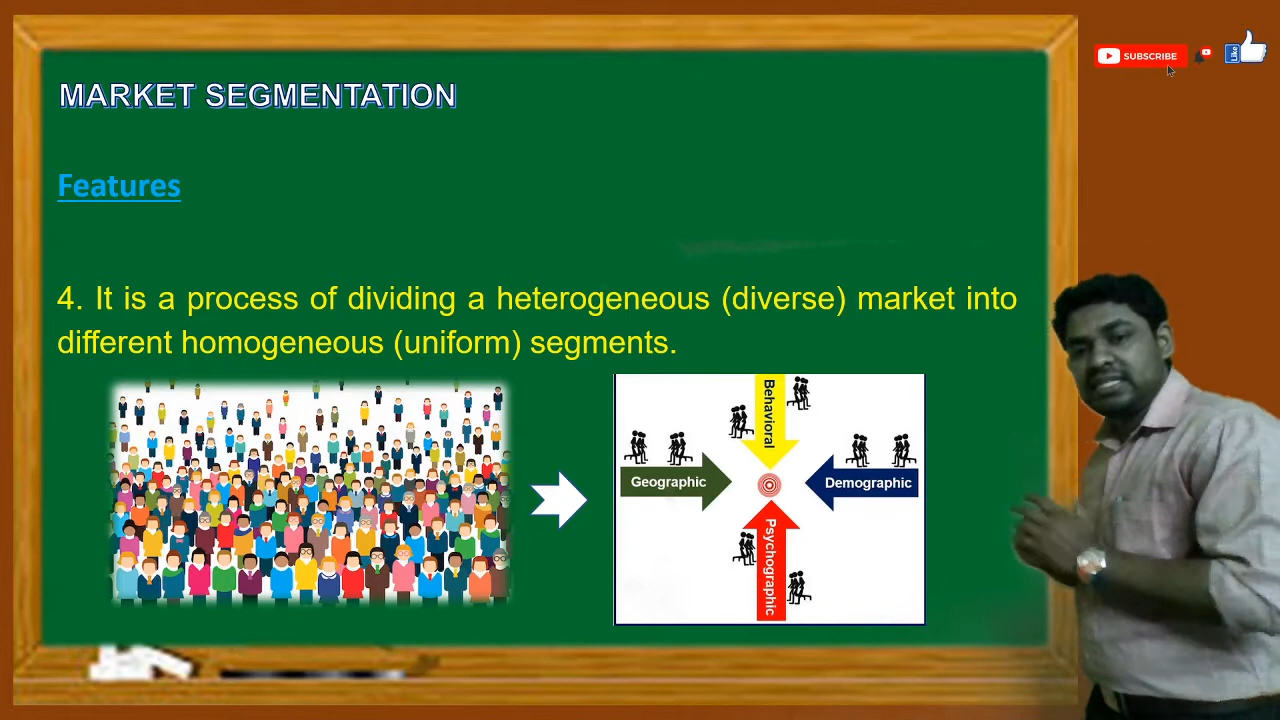 SUBSCRIBE
Like
MARKET SEGMENTATION
Features
4. It is a process of dividing a heterogeneous (diverse) market into
different homogeneous (uniform) segments.
Behavioral
Geographic
Demographic
Psychographic